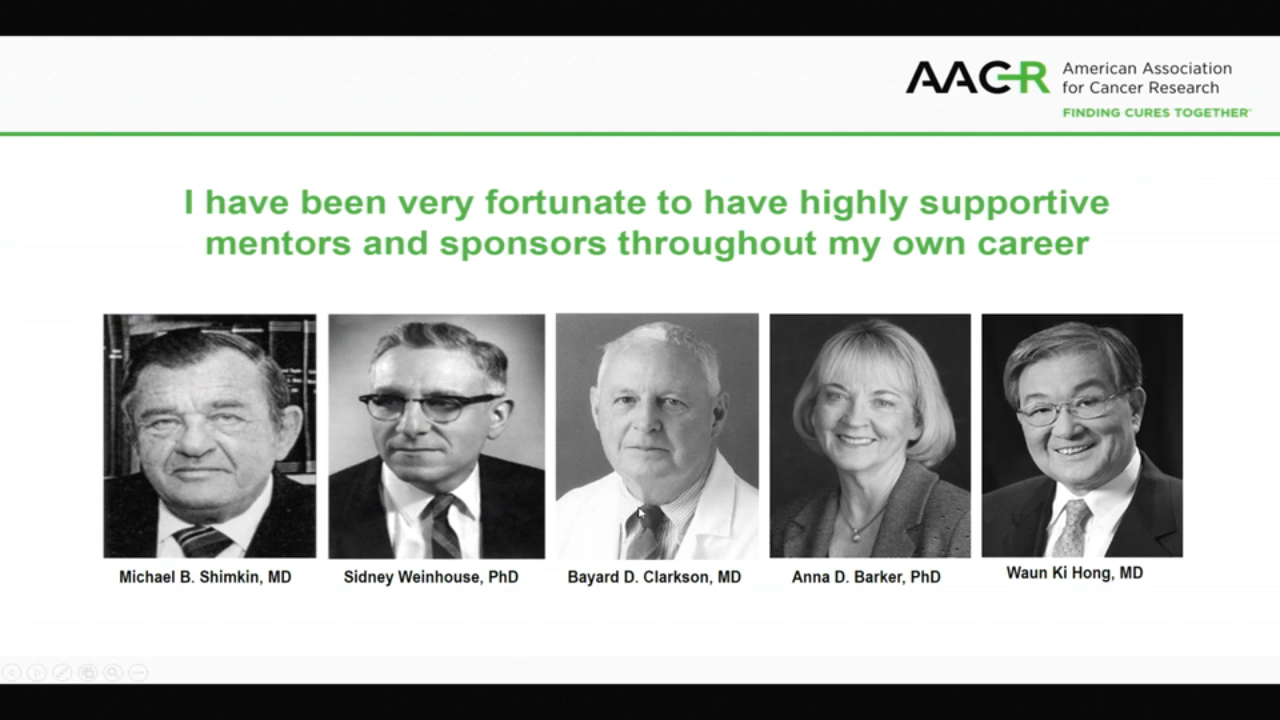 AACR
American Association
for Cancer Research
FINDING CURES TOGETHER
I have been very fortunate to have highly supportive
mentors and sponsors throughout my own career
Michael B. Shimkin, MD
Sidney Weinhouse, PhD
Bayard D. Clarkson, MD
Anna D. Barker, PhD
Waun Ki Hong, MD